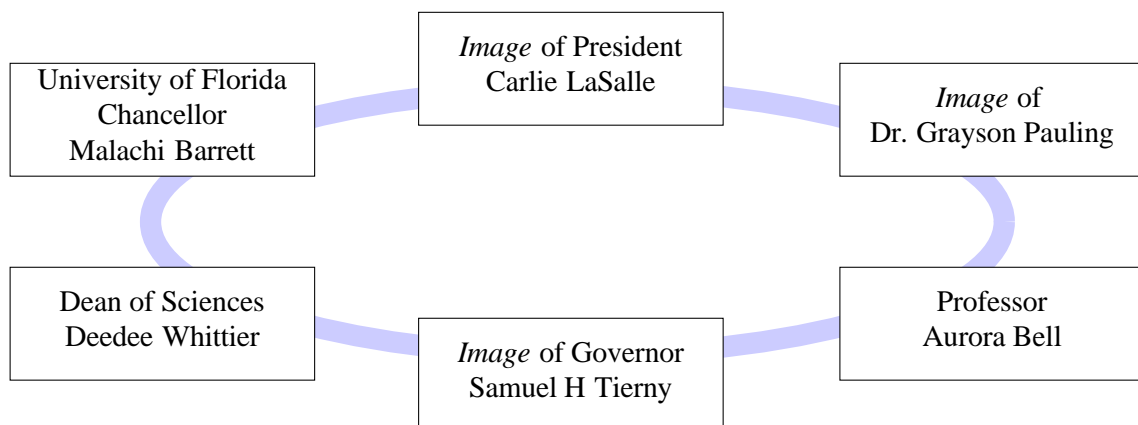 Image of President
Carlie LaSalle
University of Florida
Chancellor
Malachi Barrett
Image of
Dr. Grayson Pauling
Dean of Sciences
Deedee Whittier
Image of Governor
Samuel H Tierny
Professor
Aurora Bell